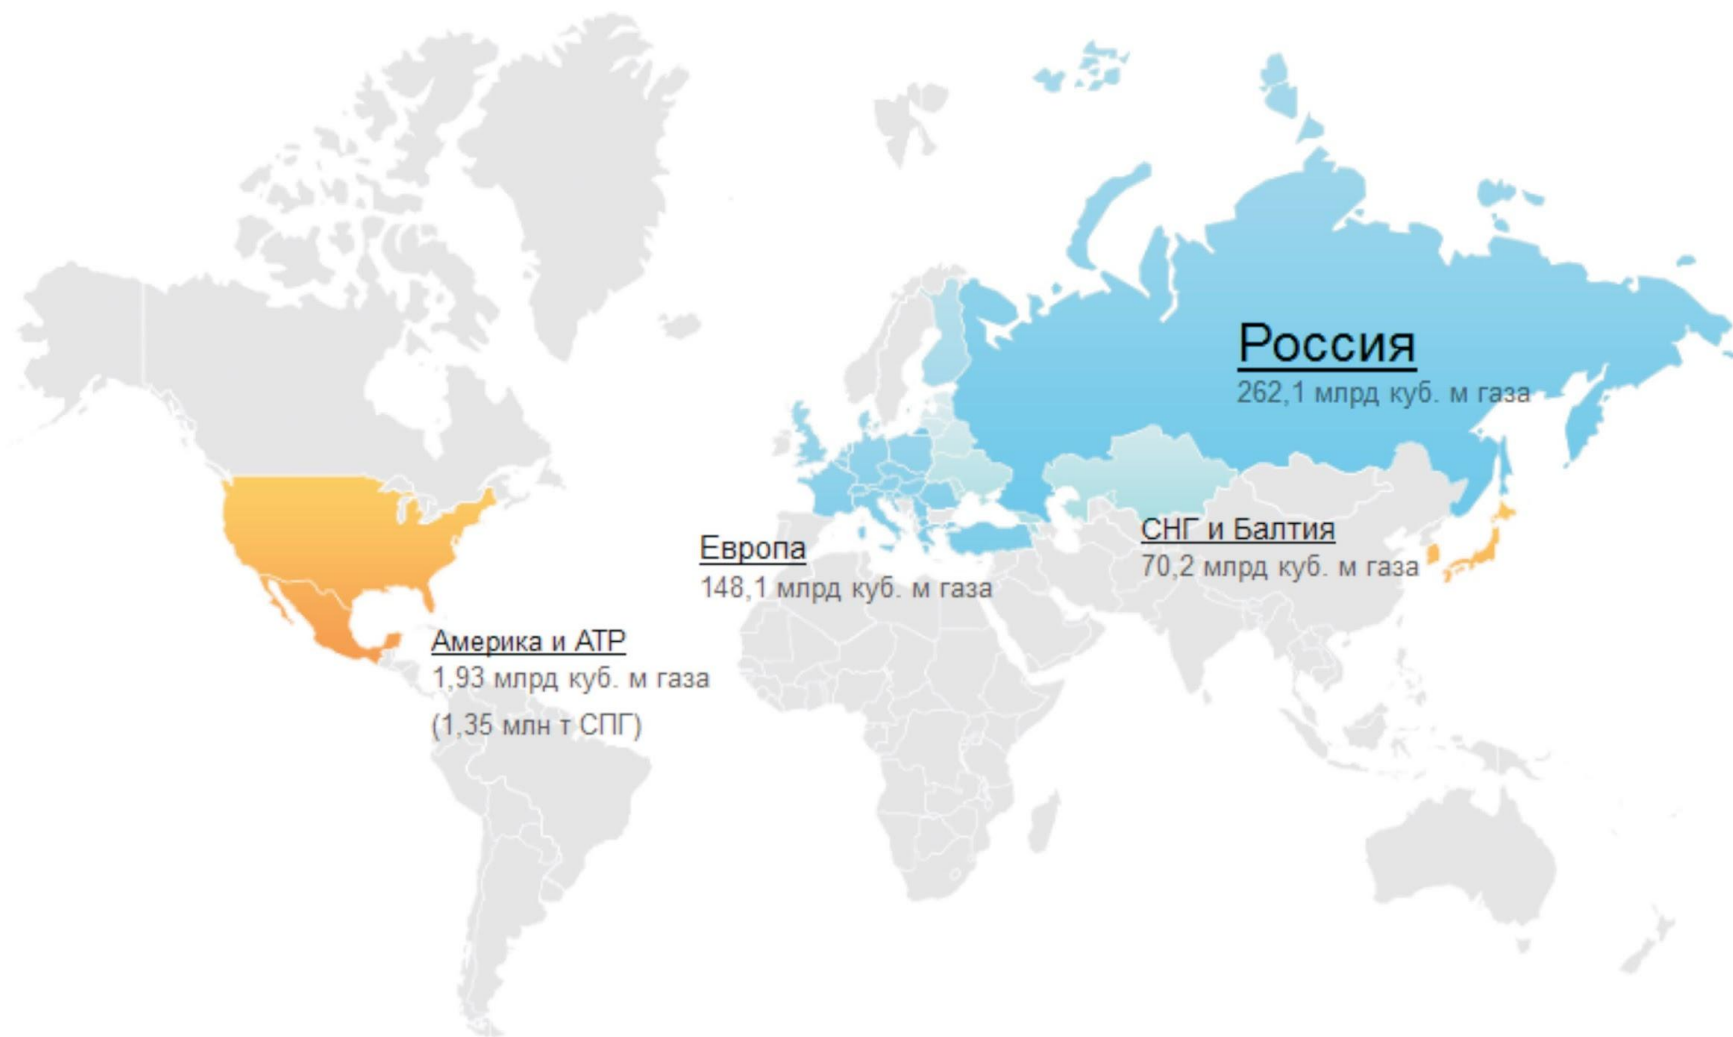 Россия
262,1 млрд куб. м газа
Европа
148,1 млрд куб. м газа
СНГ и Балтия
70,2 млрд куб. м газа
Америка и АТР
1,93 млрд куб. м газа
(1,35 млн т СПГ)